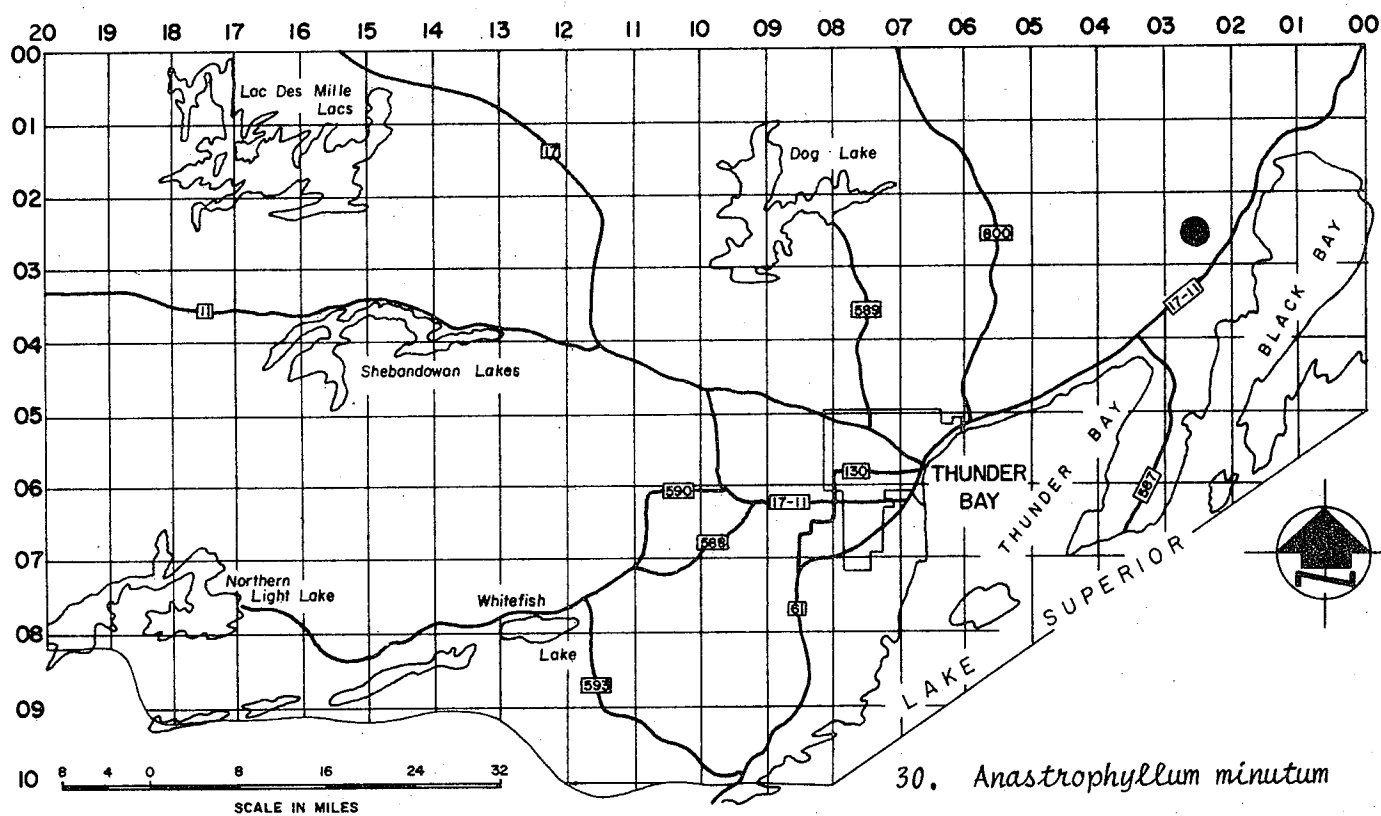 20 19 18 17 16 15 14 13 12 11 10 09 08 07 06 05 04 03 02 01 00
00
01
02
03
04
05
06
07
08
09
10
Lac Des Mille
Lacs
17
Dog Lake
800
589
17-11
BLACK BAY
11
Shebandowan Lakes
THUNDER BAY
130
THUNDER
BAY
590
17-11
588
587
Northern
Light Lake
Whitefish
Lake
61
593
LAKE SUPERIOR
N
8 4 0 8 16 24 32
SCALE IN MILES
30. Anastrophyllum minutum